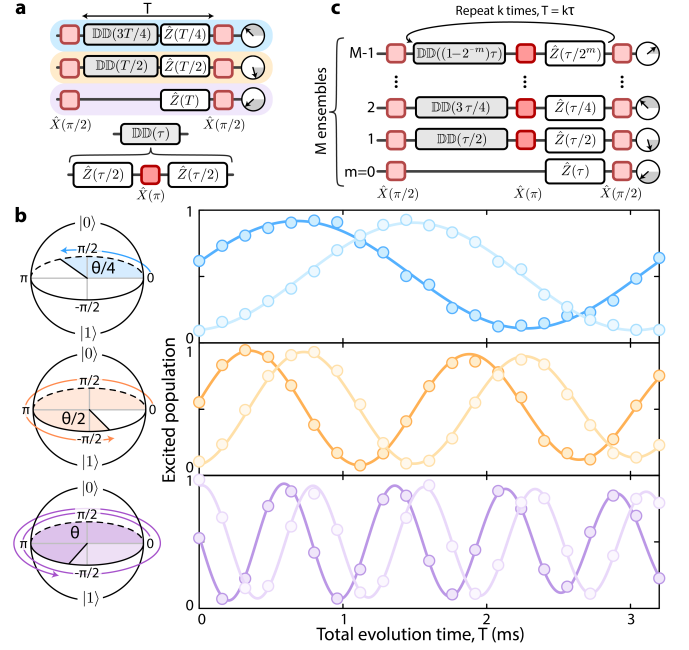 a
T
𝔻𝔻(3T/4) Ẑ(T/4)
𝔻𝔻(T/2) Ẑ(T/2)
Ẑ(T)
X̂(π/2) X̂(π/2)
𝔻𝔻(τ)
Ẑ(τ/2) Ẑ(τ/2)
X̂(π)
c
Repeat k times, T = kτ
M ensembles
M-1 𝔻𝔻((1−2⁻ᵐ)τ) Ẑ(τ/2ᵐ)
⋮ ⋮ ⋮
2 𝔻𝔻(3τ/4) Ẑ(τ/4)
1 𝔻𝔻(τ/2) Ẑ(τ/2)
m=0 Ẑ(τ)
X̂(π/2) X̂(π) X̂(π/2)
b
|0⟩
π/2
θ/4
π 0
-π/2
|1⟩
|0⟩
π/2
π 0
θ/2
-π/2
|1⟩
|0⟩
π/2
θ
π 0
-π/2
|1⟩
Excited population
1
0
1
0
1
0
0 1 2 3
Total evolution time, T (ms)